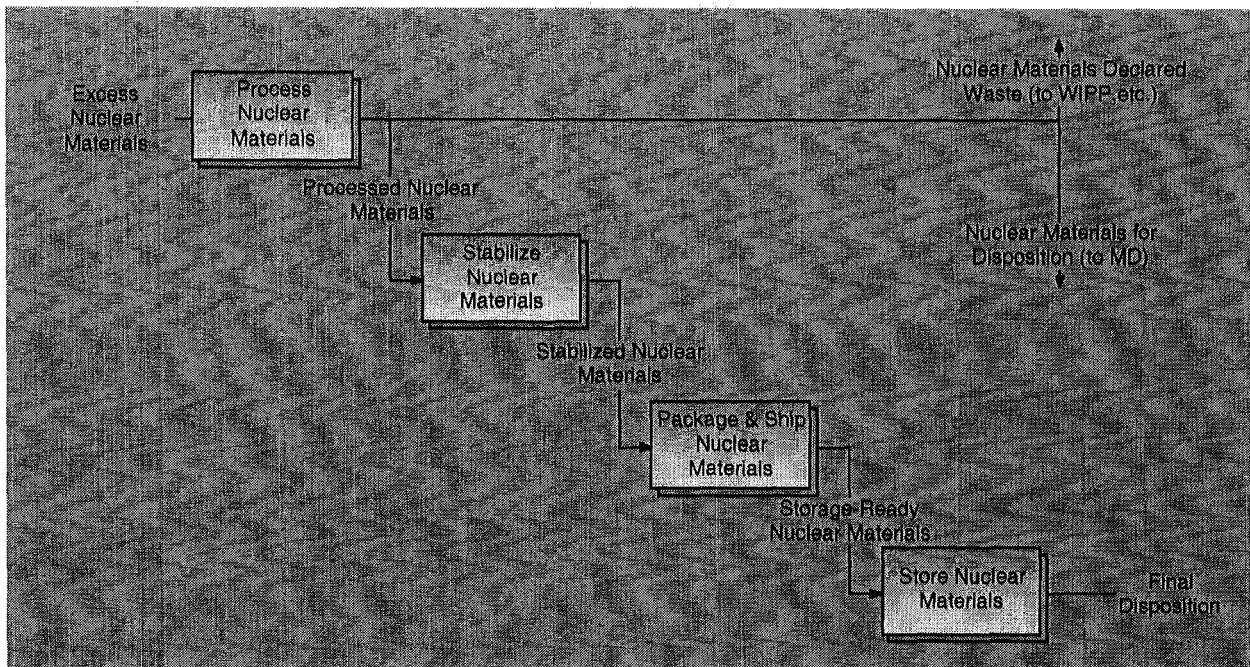 Excess
Nuclear
Materials
Process
Nuclear
Materials
Nuclear Materials Declared
Waste (to WIPP,etc.)
Processed Nuclear
Materials
Nuclear Materials for
Disposition (to MD)
Stabilize
Nuclear
Materials
Stabilized Nuclear
Materials
Package & Ship
Nuclear
Materials
Storage-Ready
Nuclear Materials
Store Nuclear
Materials
Final
Disposition